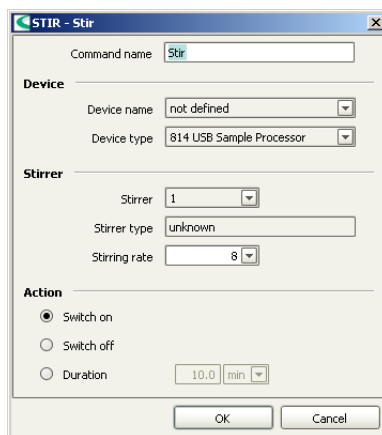 STIR - Stir
Command name Stir
Device
Device name not defined
Device type 814 USB Sample Processor
Stirrer
Stirrer 1
Stirrer type unknown
Stirring rate 8
Action
Switch on
Switch off
Duration 10.0 min
OK Cancel